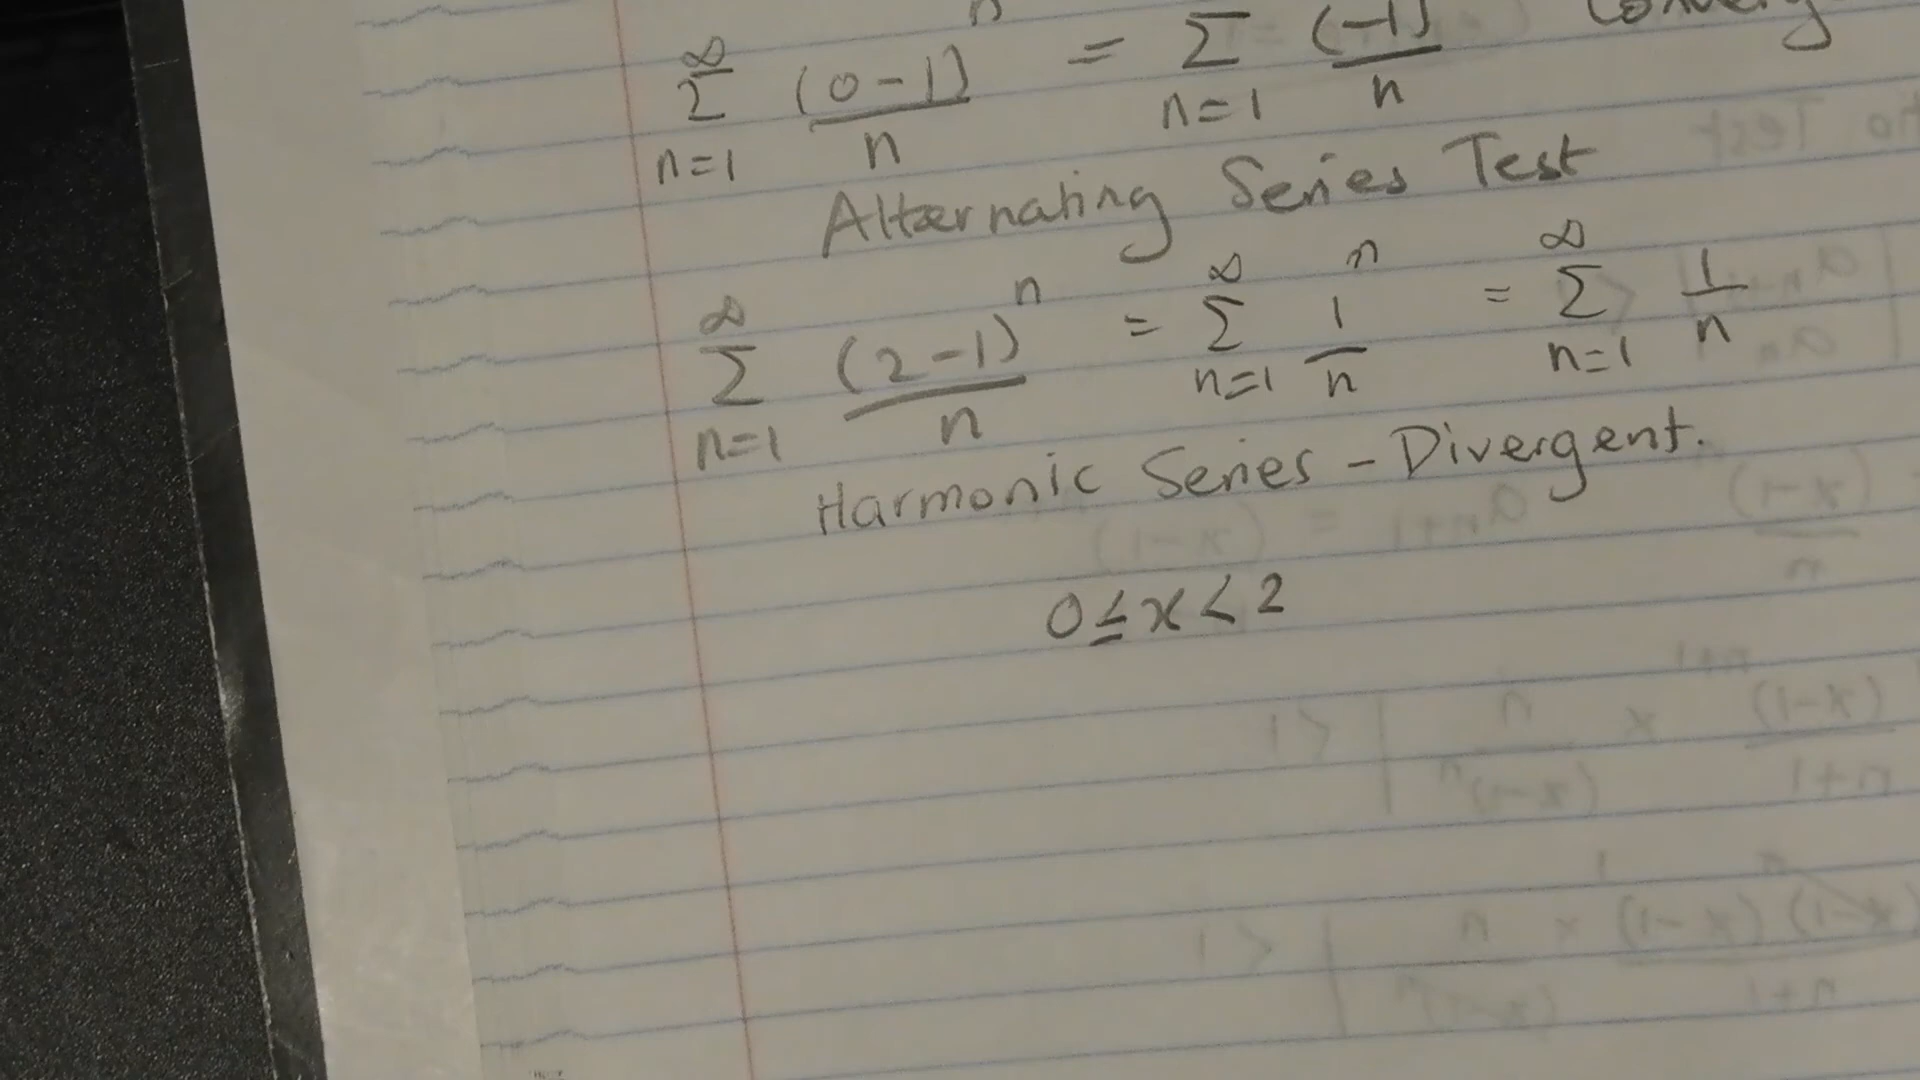 ∞ Σ n=1 (0-1)^n / n = Σ n=1 (-1) / n
Alternating Series Test
∞ Σ n=1 (2-1)^n / n = ∞ Σ n=1 1^n / n = ∞ Σ n=1 1 / n
Harmonic Series - Divergent.
0 ≤ x < 2